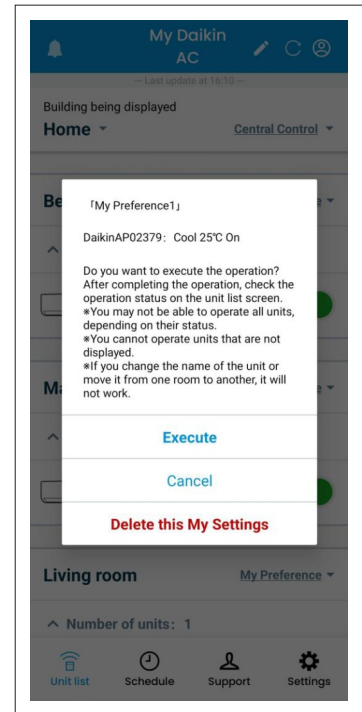 My Daikin
AC
— Last update at 16:10 —
Building being displayed
Home
Central Control
Be
e
「My Preference1」
DaikinAP02379: Cool 25℃ On
Do you want to execute the operation?
After completing the operation, check the
operation status on the unit list screen.
※You may not be able to operate all units,
depending on their status.
※You cannot operate units that are not
displayed.
※If you change the name of the unit or
move it from one room to another, it will
not work.
Ma
e
Execute
Cancel
Delete this My Settings
Living room
My Preference
Number of units: 1
Unit list
Schedule
Support
Settings